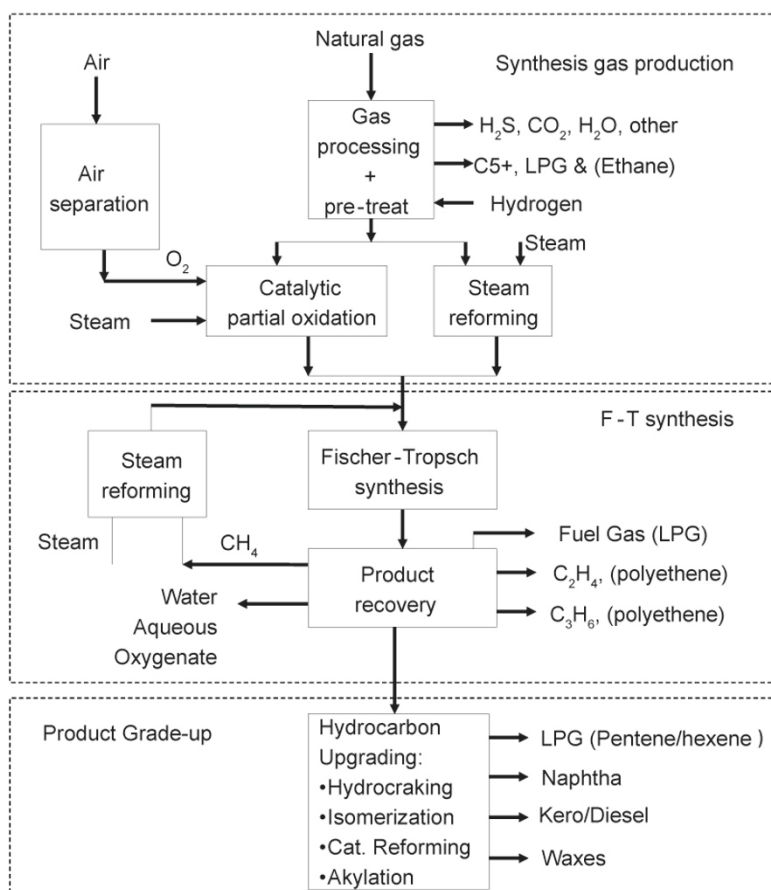 Natural gas
Air
Synthesis gas production
Gas
processing
+
pre-treat
H₂S, CO₂, H₂O, other
C5+, LPG & (Ethane)
Hydrogen
Air
separation
Steam
O₂
Catalytic
partial oxidation
Steam
reforming
Steam
F-T synthesis
Steam
reforming
Fischer-Tropsch
synthesis
Steam
CH₄
Product
recovery
Fuel Gas (LPG)
C₂H₄, (polyethene)
C₃H₆, (polyethene)
Water
Aqueous
Oxygenate
Product Grade-up
Hydrocarbon
Upgrading:
•Hydrocraking
•Isomerization
•Cat. Reforming
•Akylation
LPG (Pentene/hexene )
Naphtha
Kero/Diesel
Waxes